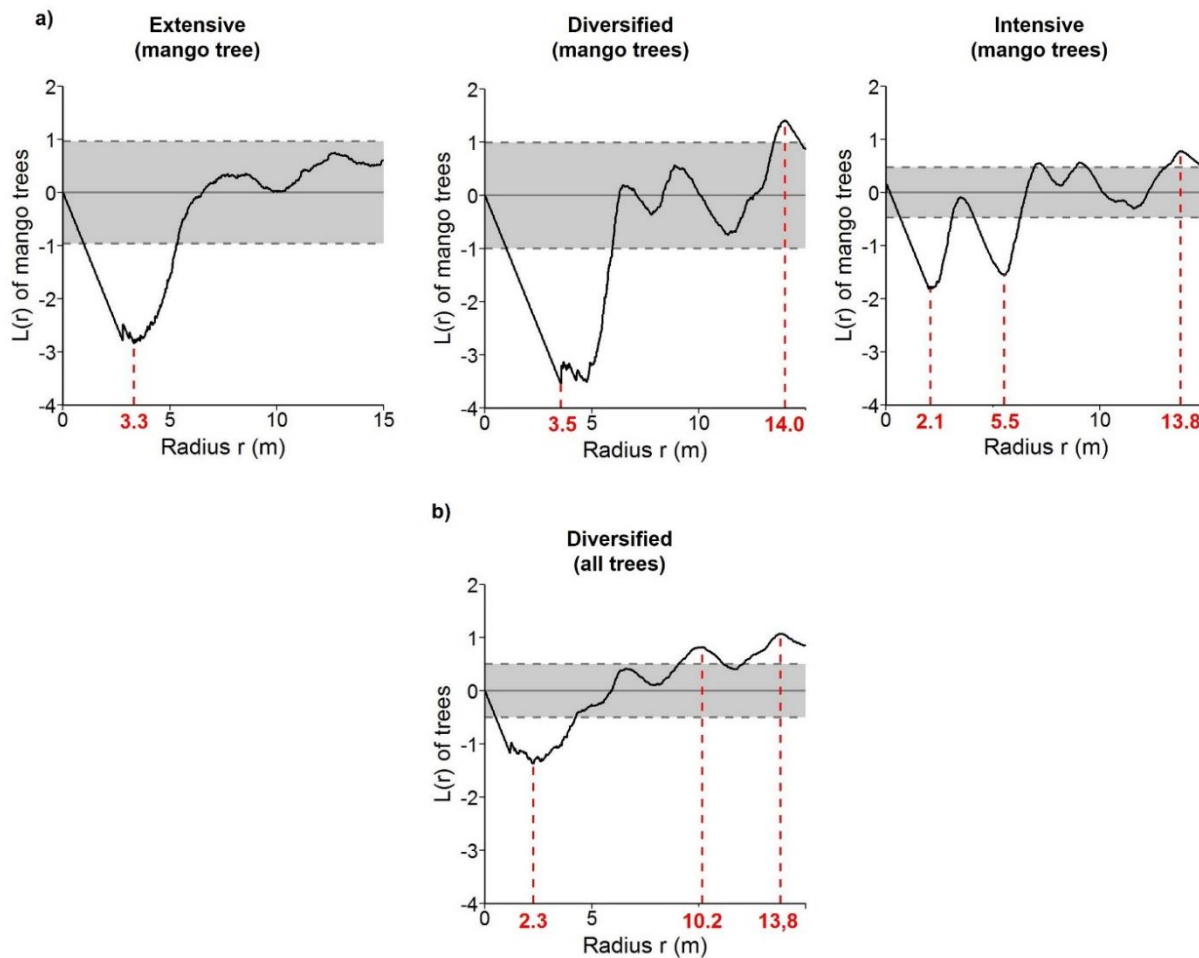 a)
Extensive
(mango tree)
Diversified
(mango trees)
Intensive
(mango trees)
L(r) of mango trees
2
1
0
-1
-2
-3
-4
0
3.3
5
10
15
Radius r (m)
L(r) of mango trees
2
1
0
-1
-2
-3
-4
0
3.5
5
10
14.0
Radius r (m)
L(r) of mango trees
2
1
0
-1
-2
-3
-4
0
2.1
5.5
10
13.8
Radius r (m)
b)
Diversified
(all trees)
L(r) of trees
2
1
0
-1
-2
-3
-4
0
2.3
5
10.2
13,8
Radius r (m)